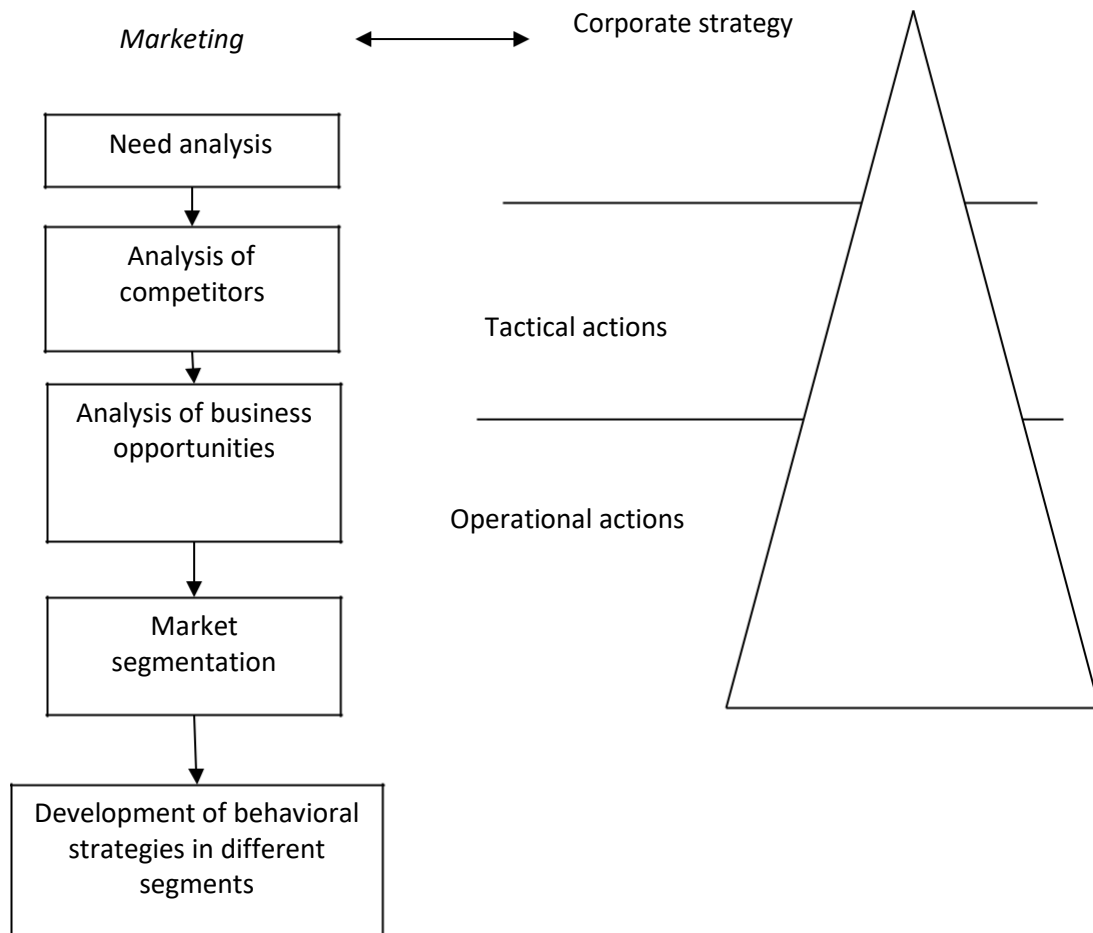 Marketing
Corporate strategy
Need analysis
Analysis of
competitors
Analysis of business
opportunities
Market
segmentation
Development of behavioral
strategies in different
segments
Tactical actions
Operational actions